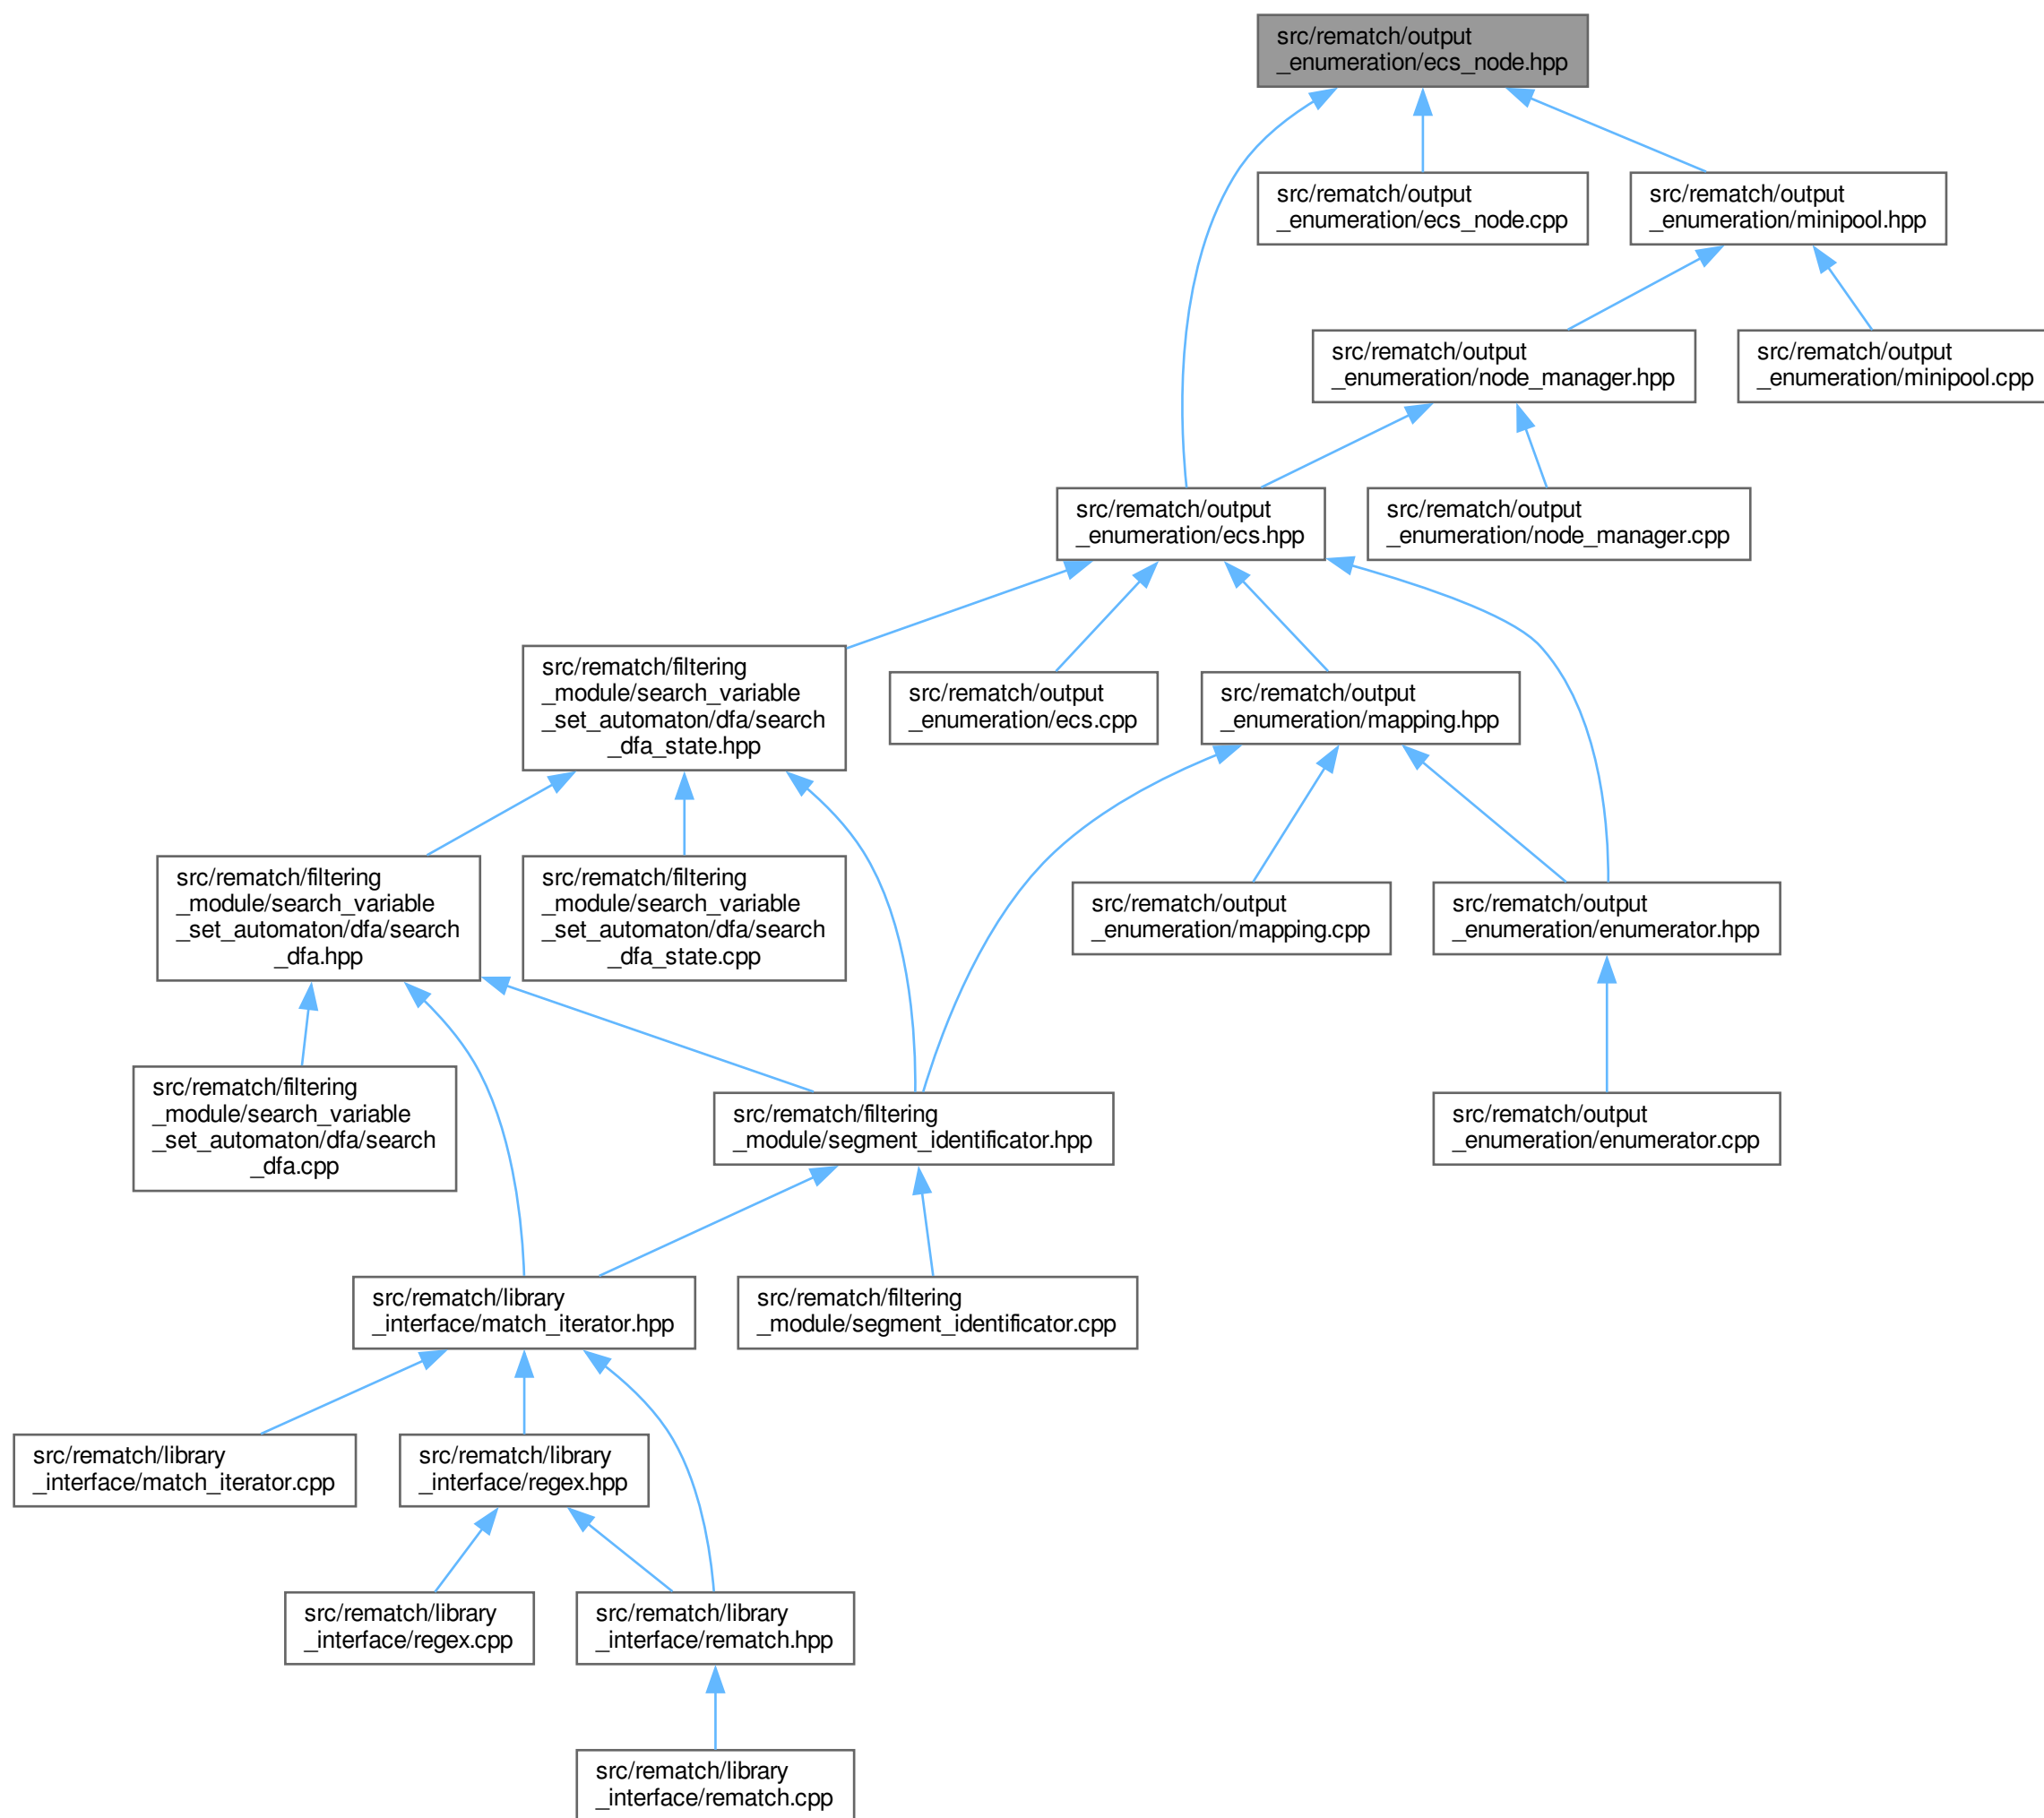 src/rematch/output
_enumeration/ecs_node.hpp
src/rematch/output
_enumeration/ecs_node.cpp
src/rematch/output
_enumeration/minipool.hpp
src/rematch/output
_enumeration/node_manager.hpp
src/rematch/output
_enumeration/minipool.cpp
src/rematch/output
_enumeration/ecs.hpp
src/rematch/output
_enumeration/node_manager.cpp
src/rematch/filtering
_module/search_variable
_set_automaton/dfa/search
_dfa_state.hpp
src/rematch/output
_enumeration/ecs.cpp
src/rematch/output
_enumeration/mapping.hpp
src/rematch/filtering
_module/search_variable
_set_automaton/dfa/search
_dfa.hpp
src/rematch/filtering
_module/search_variable
_set_automaton/dfa/search
_dfa_state.cpp
src/rematch/output
_enumeration/mapping.cpp
src/rematch/output
_enumeration/enumerator.hpp
src/rematch/filtering
_module/search_variable
_set_automaton/dfa/search
_dfa.cpp
src/rematch/filtering
_module/segment_identificator.hpp
src/rematch/output
_enumeration/enumerator.cpp
src/rematch/library
_interface/match_iterator.hpp
src/rematch/filtering
_module/segment_identificator.cpp
src/rematch/library
_interface/match_iterator.cpp
src/rematch/library
_interface/regex.hpp
src/rematch/library
_interface/regex.cpp
src/rematch/library
_interface/rematch.hpp
src/rematch/library
_interface/rematch.cpp